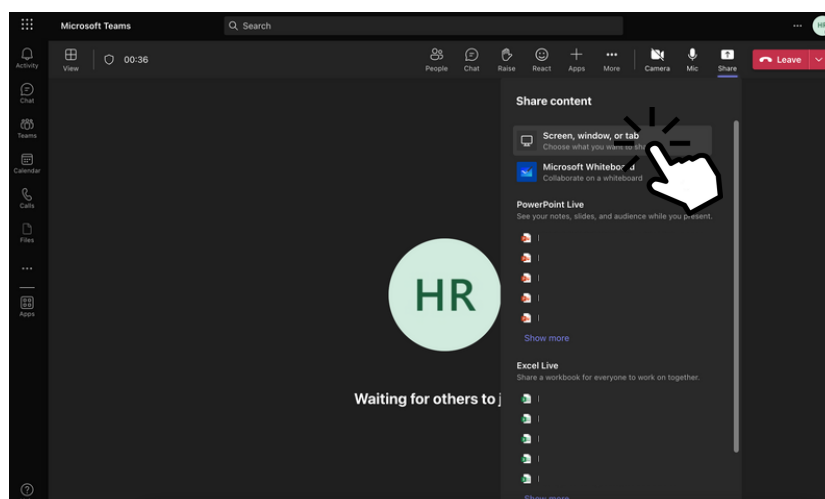 Microsoft Teams
Search
HR
Activity
Chat
Teams
Calendar
Calls
Files
Apps
View
00:36
People
Chat
Raise
React
Apps
More
Camera
Mic
Share
Leave
Share content
Screen, window, or tab
Choose what you want to
Microsoft
Collaborate on a whiteboard
PowerPoint Live
See your notes, slides, and audience while you present.
Show more
Excel Live
Share a workbook for everyone to work on together.
Show more
HR
Waiting for others to